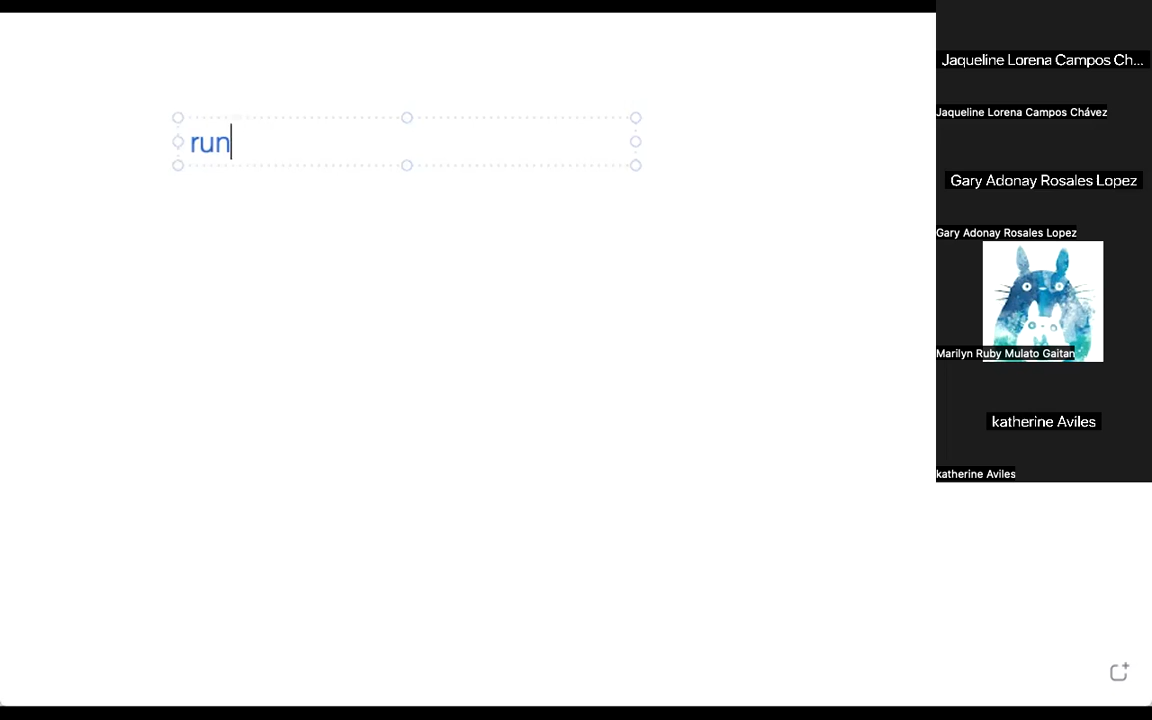 run
Jaqueline Lorena Campos Ch...
Jaqueline Lorena Campos Chávez
Gary Adonay Rosales Lopez
Gary Adonay Rosales Lopez
Marilyn Ruby Mulato Gaitan
katherine Aviles
katherine Aviles